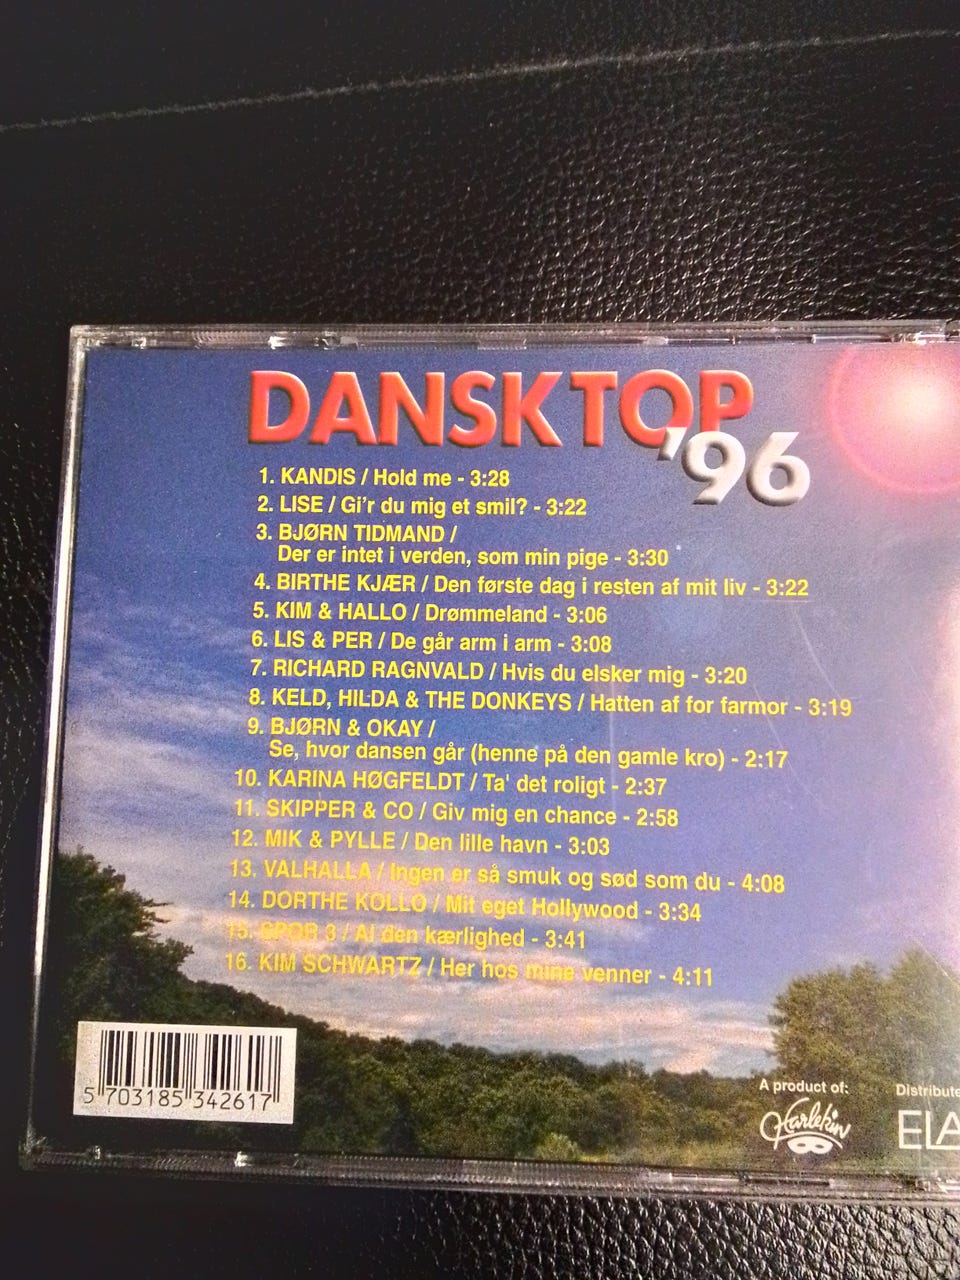 DANSKTOP
'96
1. KANDIS / Hold me - 3:28
2. LISE / Gi'r du mig et smil? - 3:22
3. BJØRN TIDMAND /
Der er intet i verden, som min pige - 3:30
4. BIRTHE KJÆR / Den første dag i resten af mit liv - 3:22
5. KIM & HALLO / Drømmeland - 3:06
6. LIS & PER / De går arm i arm - 3:08
7. RICHARD RAGNVALD / Hvis du elsker mig - 3:20
8. KELD, HILDA & THE DONKEYS / Hatten af for farmor - 3:19
9. BJØRN & OKAY /
Se, hvor dansen går (henne på den gamle kro) - 2:17
10. KARINA HØGFELDT / Ta' det roligt - 2:37
11. SKIPPER & CO / Giv mig en chance - 2:58
12. MIK & PYLLE / Den lille havn - 3:03
13. VALHALLA / Ingen er så smuk og sød som du - 4:08
14. DORTHE KOLLO / Mit eget Hollywood - 3:34
15. SPOR 3 / Al den kærlighed - 3:41
16. KIM SCHWARTZ / Her hos mine venner - 4:11
5 703185 342617
A product of:
Harlekin
Distribute
ELA